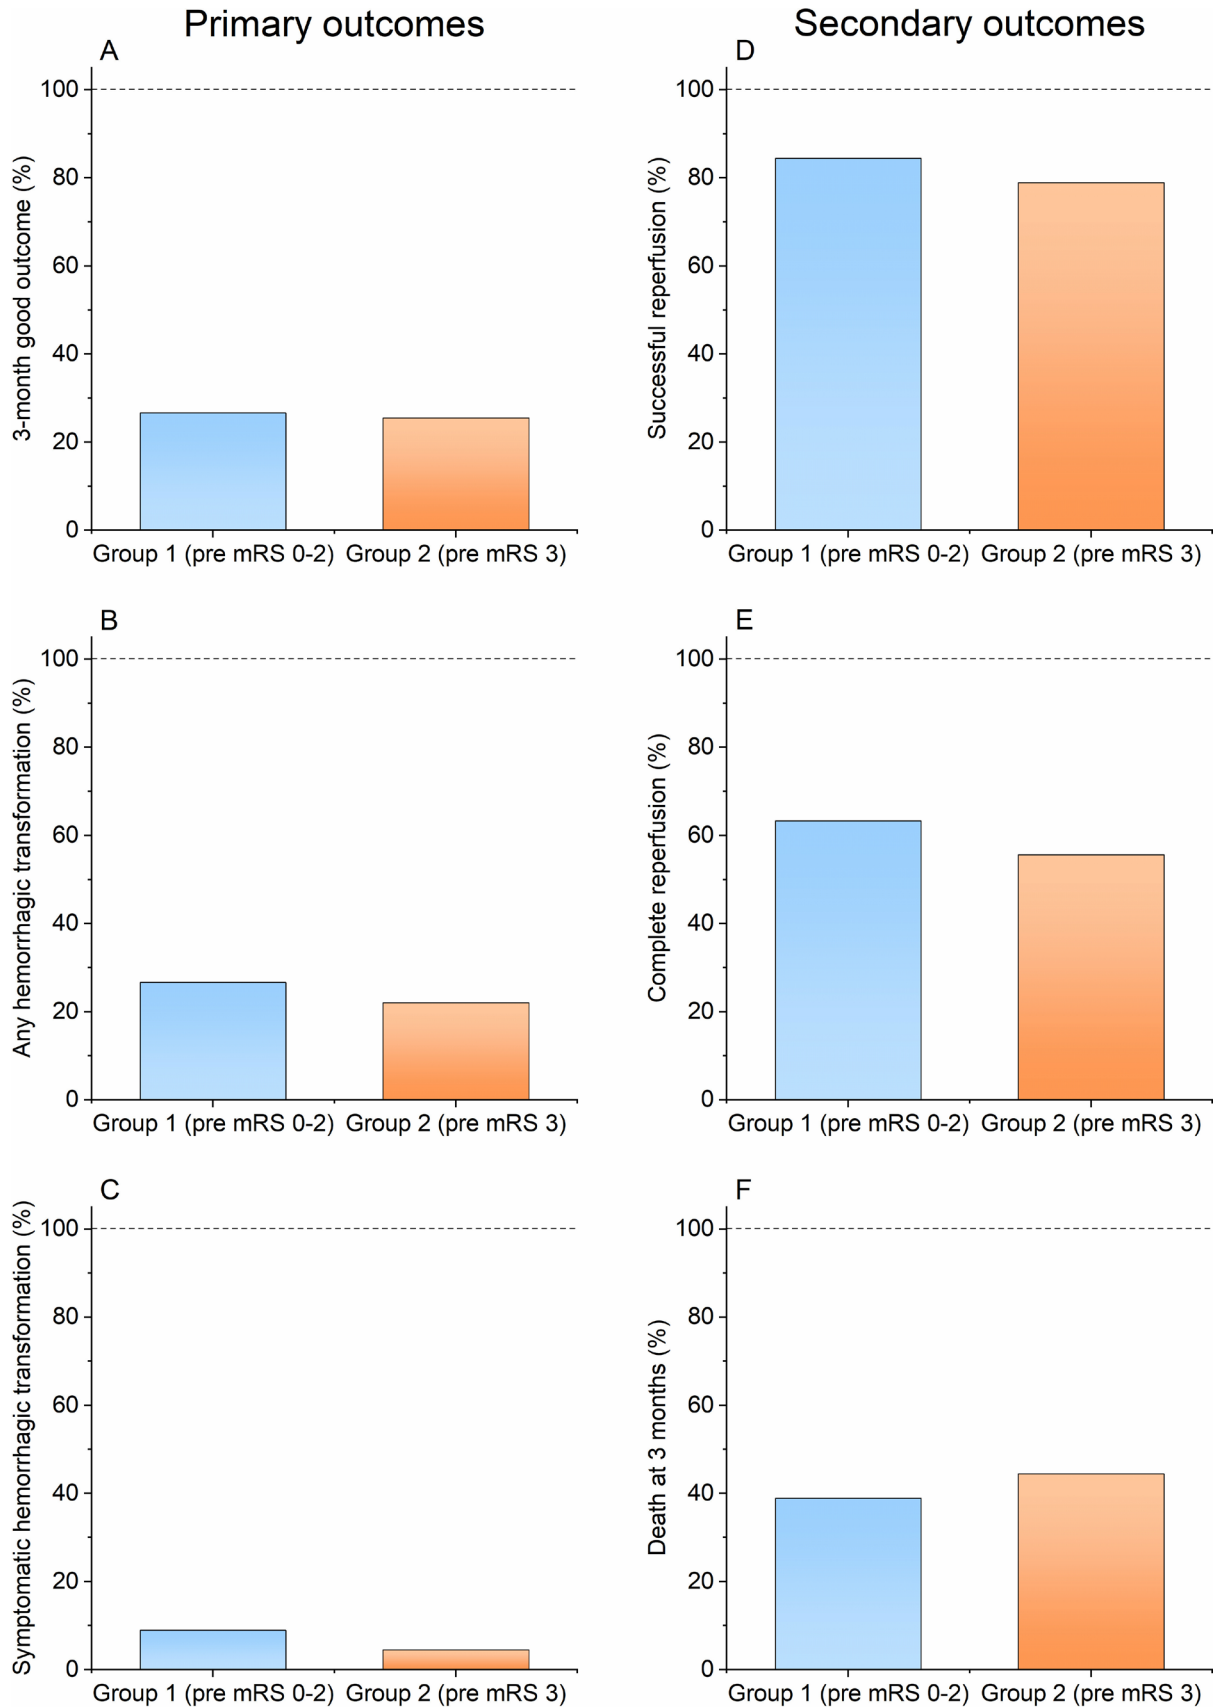 Primary outcomes
Secondary outcomes
A
3-month good outcome (%)
100
80
60
40
20
0
Group 1 (pre mRS 0-2) Group 2 (pre mRS 3)
D
Successful reperfusion (%)
100
80
60
40
20
0
Group 1 (pre mRS 0-2) Group 2 (pre mRS 3)
B
Any hemorrhagic transformation (%)
100
80
60
40
20
0
Group 1 (pre mRS 0-2) Group 2 (pre mRS 3)
E
Complete reperfusion (%)
100
80
60
40
20
0
Group 1 (pre mRS 0-2) Group 2 (pre mRS 3)
C
Symptomatic hemorrhagic transformation (%)
100
80
60
40
20
0
Group 1 (pre mRS 0-2) Group 2 (pre mRS 3)
F
Death at 3 months (%)
100
80
60
40
20
0
Group 1 (pre mRS 0-2) Group 2 (pre mRS 3)